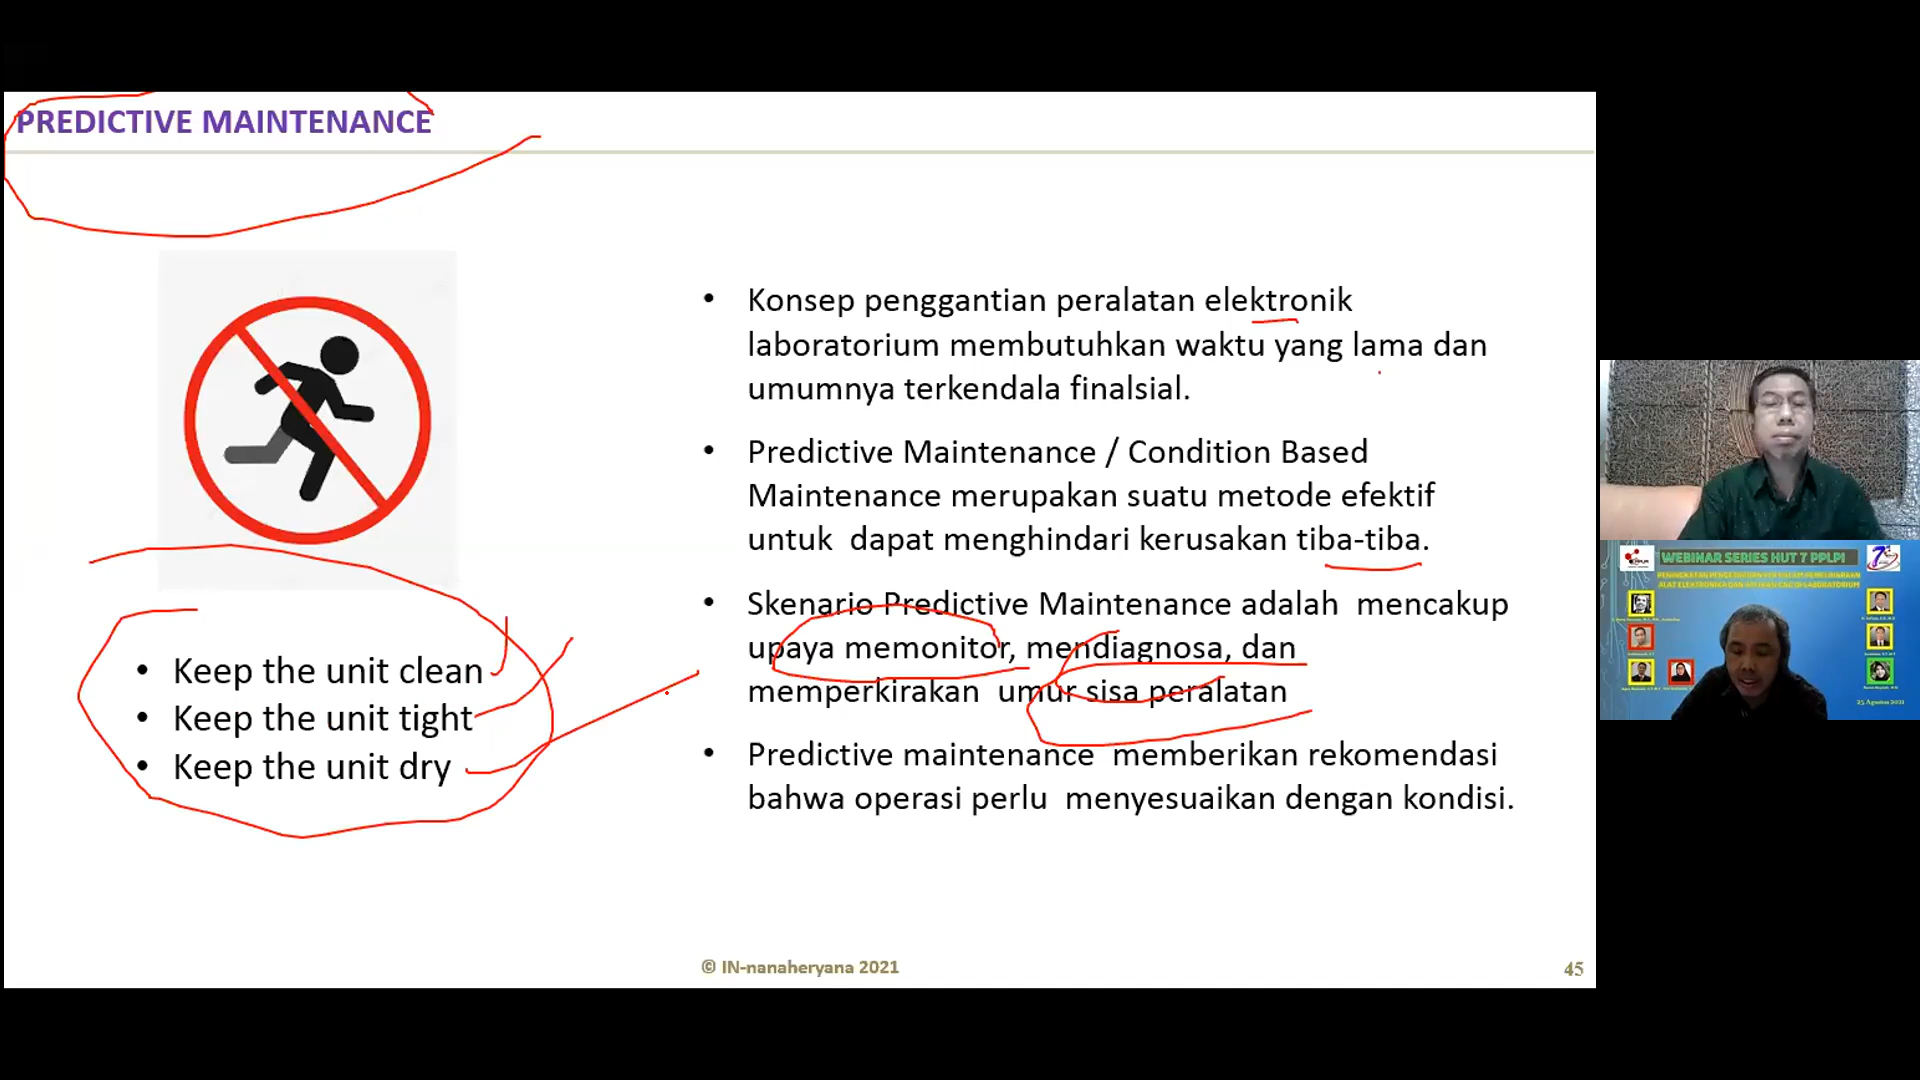 PREDICTIVE MAINTENANCE
• Keep the unit clean
• Keep the unit tight
• Keep the unit dry
• Konsep penggantian peralatan elektronik
laboratorium membutuhkan waktu yang lama dan
umumnya terkendala finalsial.
• Predictive Maintenance / Condition Based
Maintenance merupakan suatu metode efektif
untuk dapat menghindari kerusakan tiba-tiba.
• Skenario Predictive Maintenance adalah mencakup
upaya memonitor, mendiagnosa, dan
memperkirakan umur sisa peralatan
• Predictive maintenance memberikan rekomendasi
bahwa operasi perlu menyesuaikan dengan kondisi.
© IN-nanaheryana 2021
45
WEBINAR SERIES HUT 7 PPLPI
25 Agustus 2021